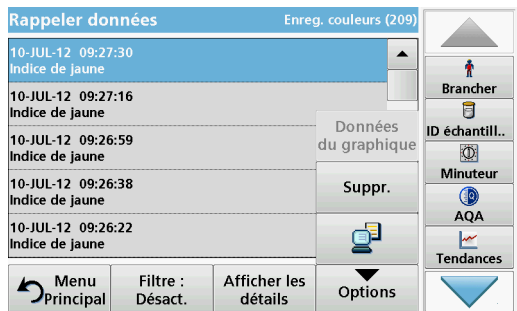 Rappeler données
Enreg. couleurs (209)
10-JUL-12 09:27:30
Indice de jaune
10-JUL-12 09:27:16
Indice de jaune
10-JUL-12 09:26:59
Indice de jaune
10-JUL-12 09:26:38
Indice de jaune
10-JUL-12 09:26:22
Indice de jaune
Données
du graphique
Suppr.
Menu
Principal
Filtre :
Désact.
Afficher les
détails
Options
Brancher
ID échantill..
Minuteur
AQA
Tendances